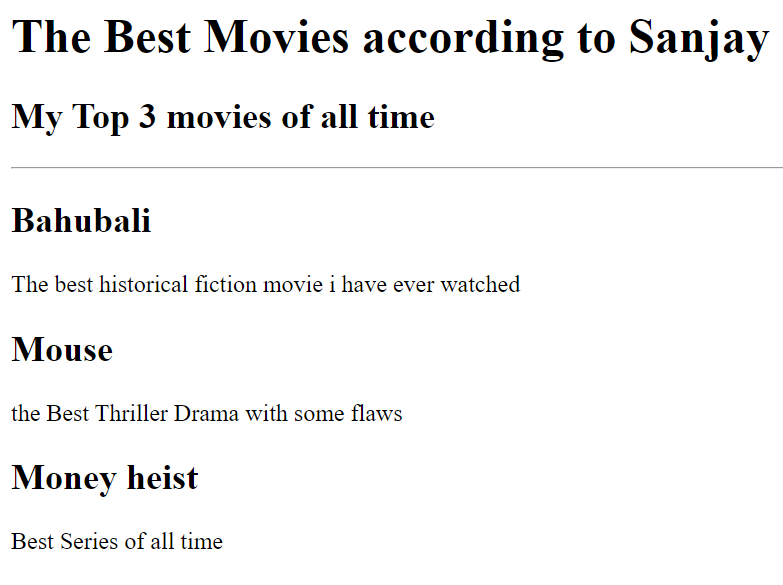 The Best Movies according to Sanjay
My Top 3 movies of all time
Bahubali
The best historical fiction movie i have ever watched
Mouse
the Best Thriller Drama with some flaws
Money heist
Best Series of all time